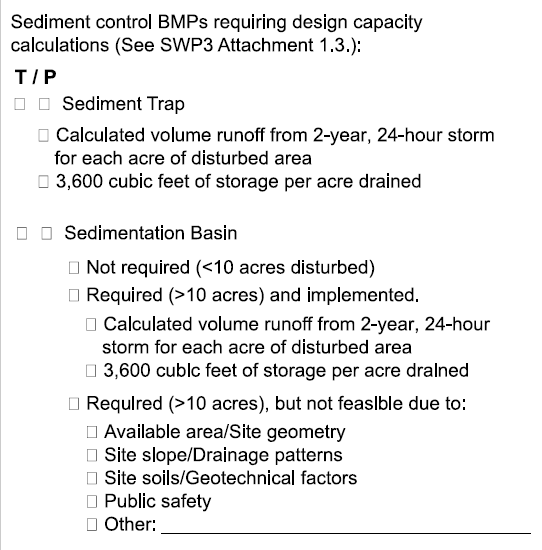 Sediment control BMPs requiring design capacity
calculations (See SWP3 Attachment 1.3.):
T / P
☐ ☐ Sediment Trap
☐ Calculated volume runoff from 2-year, 24-hour storm
for each acre of disturbed area
☐ 3,600 cubic feet of storage per acre drained
☐ ☐ Sedimentation Basin
☐ Not required (<10 acres disturbed)
☐ Required (>10 acres) and implemented.
☐ Calculated volume runoff from 2-year, 24-hour
storm for each acre of disturbed area
☐ 3,600 cubic feet of storage per acre drained
☐ Required (>10 acres), but not feasible due to:
☐ Available area/Site geometry
☐ Site slope/Drainage patterns
☐ Site soils/Geotechnical factors
☐ Public safety
☐ Other: